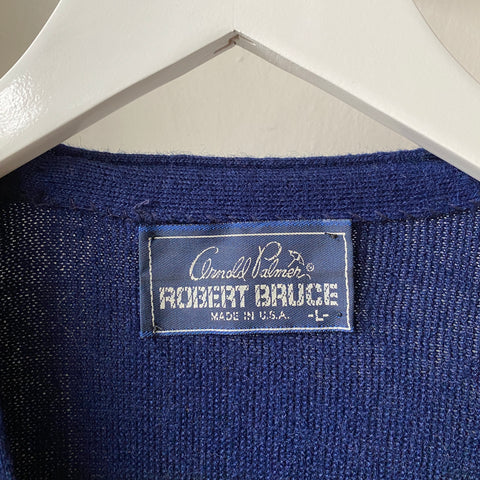 Arnold Palmer®
ROBERT BRUCE
MADE IN U.S.A. -L-